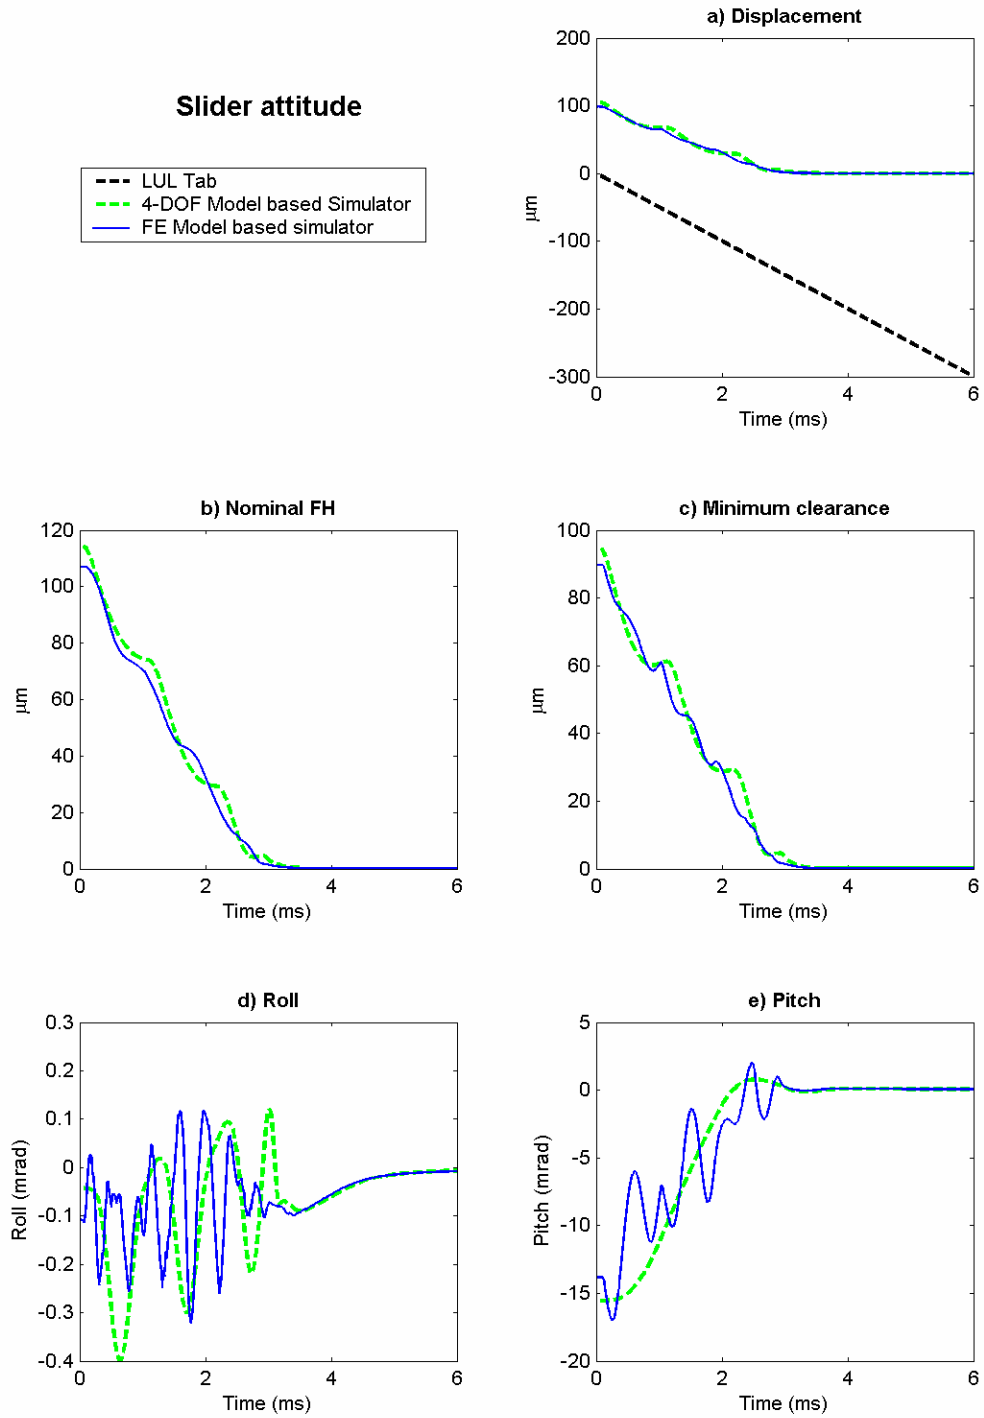 Slider attitude
LUL Tab
4-DOF Model based Simulator
FE Model based simulator
a) Displacement
200
100
0
-100
-200
-300
μm
0 2 4 6
Time (ms)
b) Nominal FH
120
100
80
60
40
20
0
μm
0 2 4 6
Time (ms)
c) Minimum clearance
100
80
60
40
20
0
μm
0 2 4 6
Time (ms)
d) Roll
0.3
0.2
0.1
0
-0.1
-0.2
-0.3
-0.4
Roll (mrad)
0 2 4 6
Time (ms)
e) Pitch
5
0
-5
-10
-15
-20
Pitch (mrad)
0 2 4 6
Time (ms)